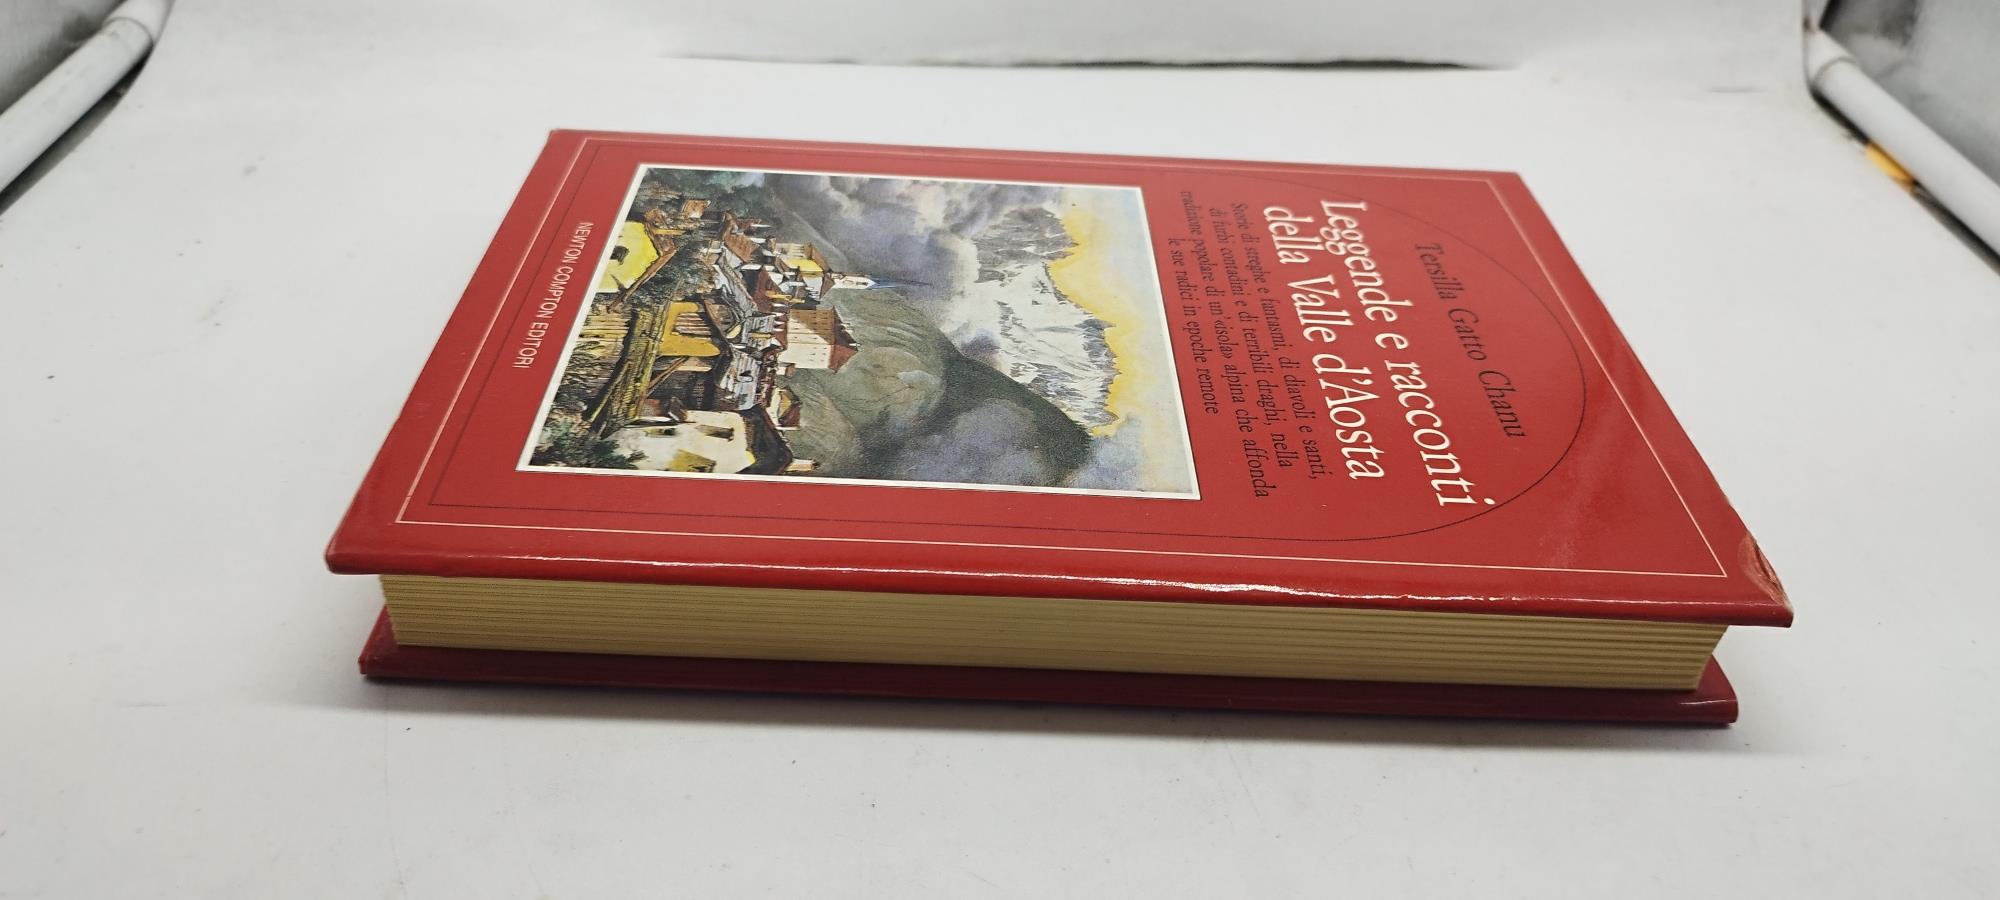 Tersilla Gatto Chanu
Leggende e racconti
della Valle d'Aosta
Storie di streghe e fantasmi, di diavoli e santi,
di furbi contadini e di terribili draghi, nella
tradizione popolare di un'«isola» alpina che affonda
le sue radici in epoche remote
NEWTON COMPTON EDITORI